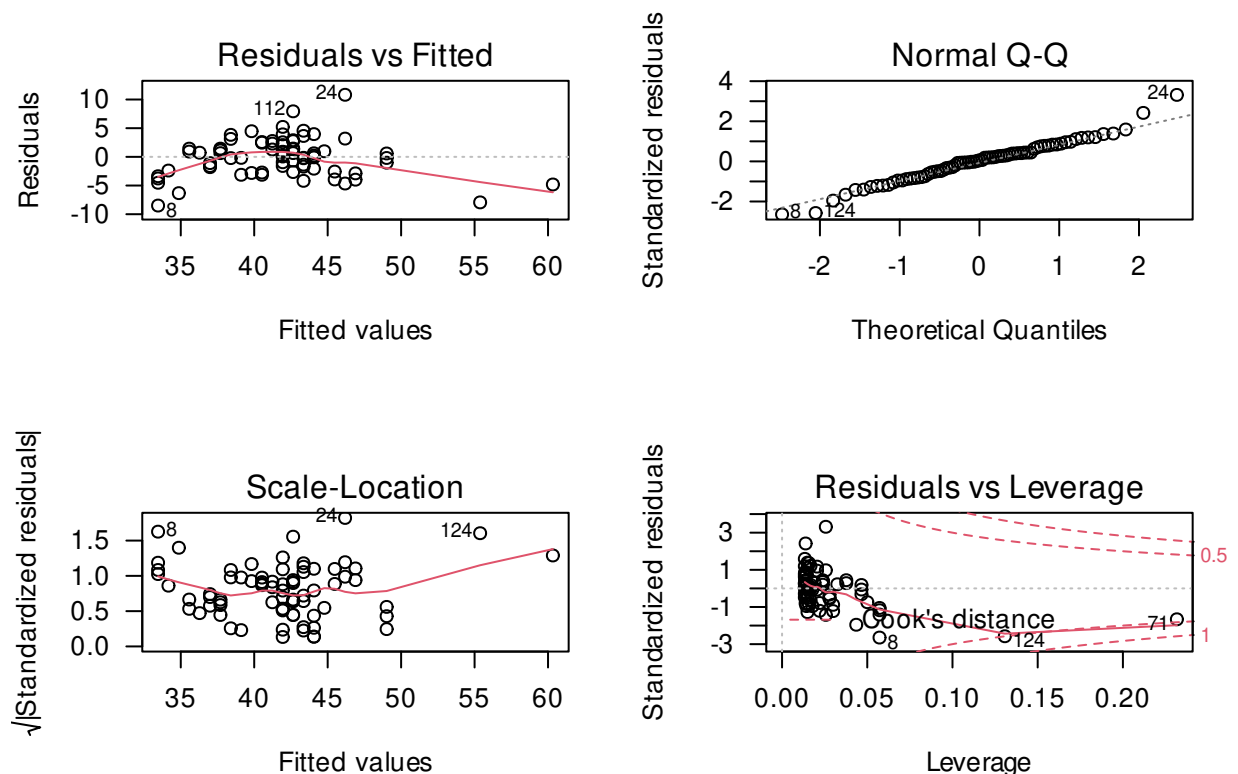 Residuals vs Fitted
Residuals
10
5
0
-5
-10
112
24
8
35 40 45 50 55 60
Fitted values
Normal Q-Q
Standardized residuals
4
2
0
-2
24
8
124
-2 -1 0 1 2
Theoretical Quantiles
Scale-Location
√|Standardized residuals|
1.5
1.0
0.5
0.0
8
24
124
35 40 45 50 55 60
Fitted values
Residuals vs Leverage
Standardized residuals
3
1
-1
-3
0.5
1
Cook's distance
71
8
124
0.00 0.05 0.10 0.15 0.20
Leverage